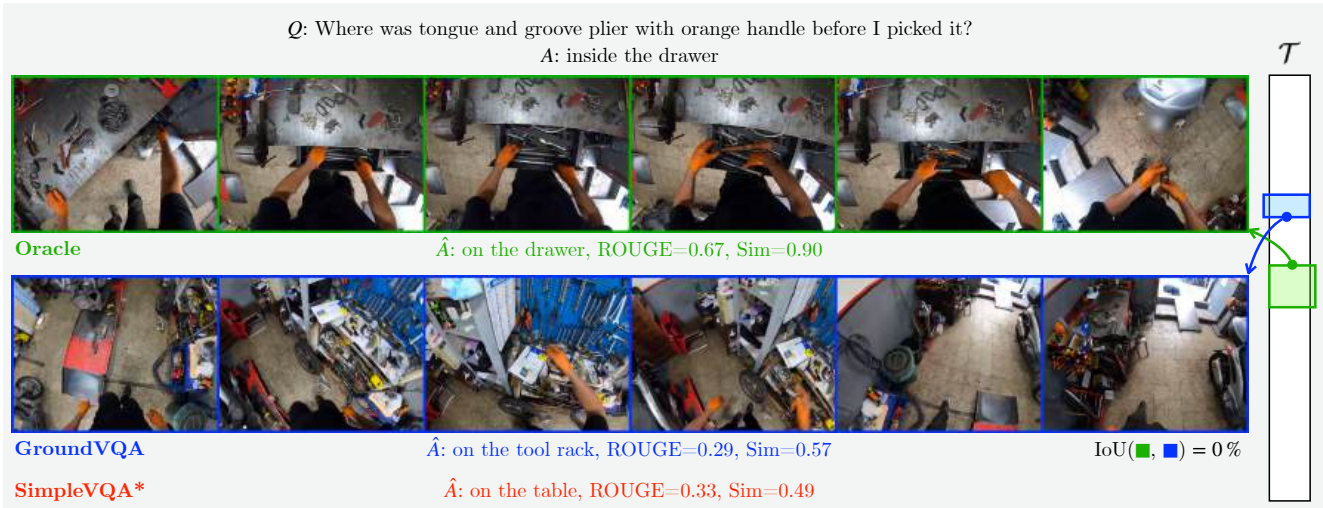 Q: Where was tongue and groove plier with orange handle before I picked it?
A: inside the drawer
𝒯
Oracle
Â: on the drawer, ROUGE=0.67, Sim=0.90
GroundVQA
Â: on the tool rack, ROUGE=0.29, Sim=0.57
IoU(■, ■) = 0 %
SimpleVQA*
Â: on the table, ROUGE=0.33, Sim=0.49